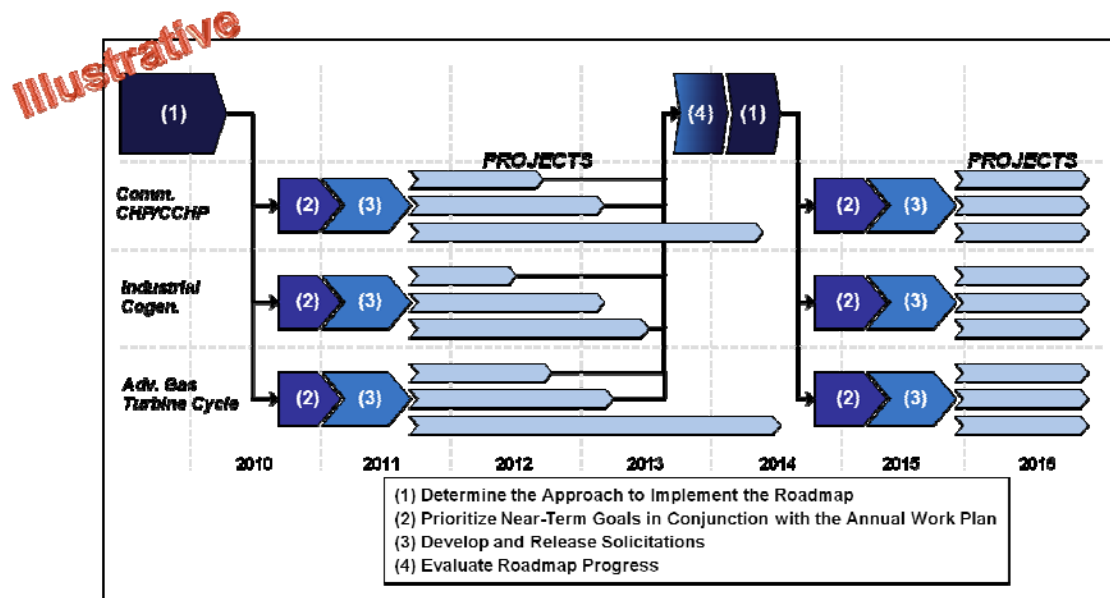 Illustrative
(1)
(4)
(1)
PROJECTS
PROJECTS
Comm.
CHP/CCHP
(2)
(3)
(2)
(3)
Industrial
Cogen.
(2)
(3)
(2)
(3)
Adv. Gas
Turbine Cycle
(2)
(3)
(2)
(3)
2010
2011
2012
2013
2014
2015
2016
(1) Determine the Approach to Implement the Roadmap
(2) Prioritize Near-Term Goals in Conjunction with the Annual Work Plan
(3) Develop and Release Solicitations
(4) Evaluate Roadmap Progress